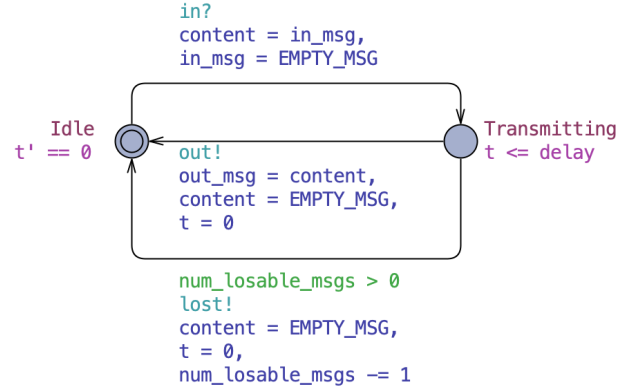 in?
content = in_msg,
in_msg = EMPTY_MSG
Idle
t' == 0
Transmitting
t <= delay
out!
out_msg = content,
content = EMPTY_MSG,
t = 0
num_losable_msgs > 0
lost!
content = EMPTY_MSG,
t = 0,
num_losable_msgs -= 1